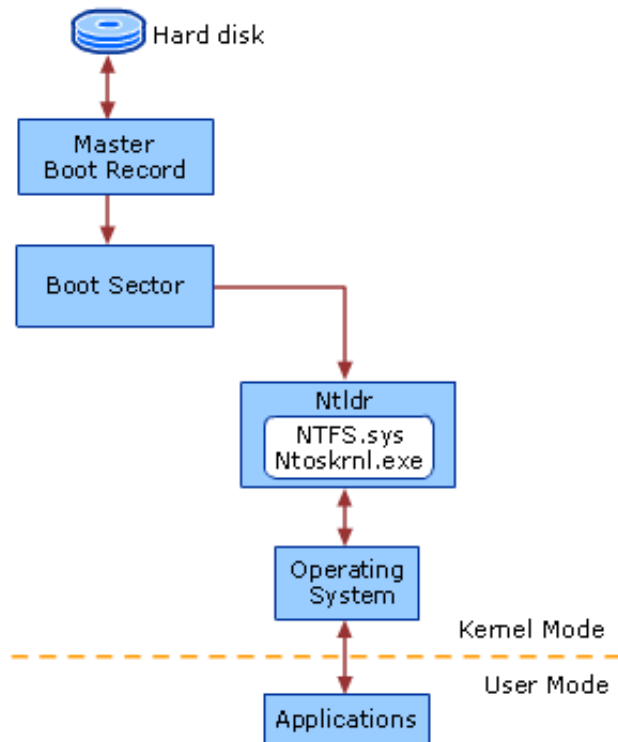 Hard disk
Master
Boot Record
Boot Sector
Ntldr
NTFS.sys
Ntoskrnl.exe
Operating
System
Kernel Mode
User Mode
Applications